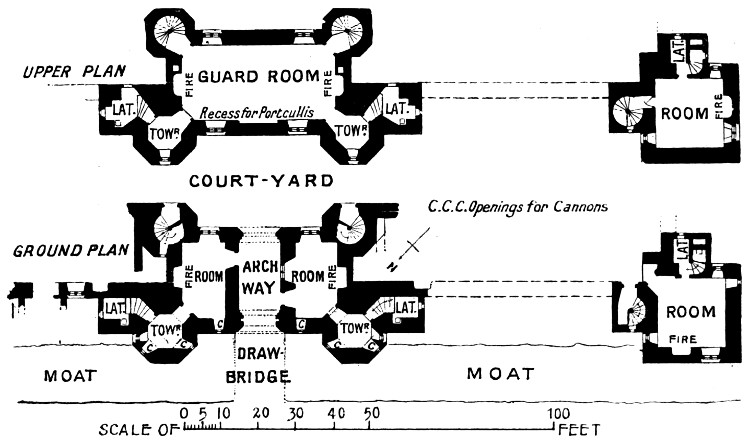 UPPER PLAN
LAT.
TOWR
FIRE
GUARD ROOM
FIRE
Recess for Portcullis
TOWR
LAT.
LAT.
ROOM
FIRE
COURT-YARD
C.C.C. Openings for Cannons
N
GROUND PLAN
FIRE
ROOM
ARCH
WAY
ROOM
FIRE
LAT.
ROOM
FIRE
LAT.
TOWR
C
C
C
C
TOWR
C
C
LAT.
MOAT
DRAW-
BRIDGE
MOAT
SCALE OF 0 5 10 20 30 40 50 100 FEET